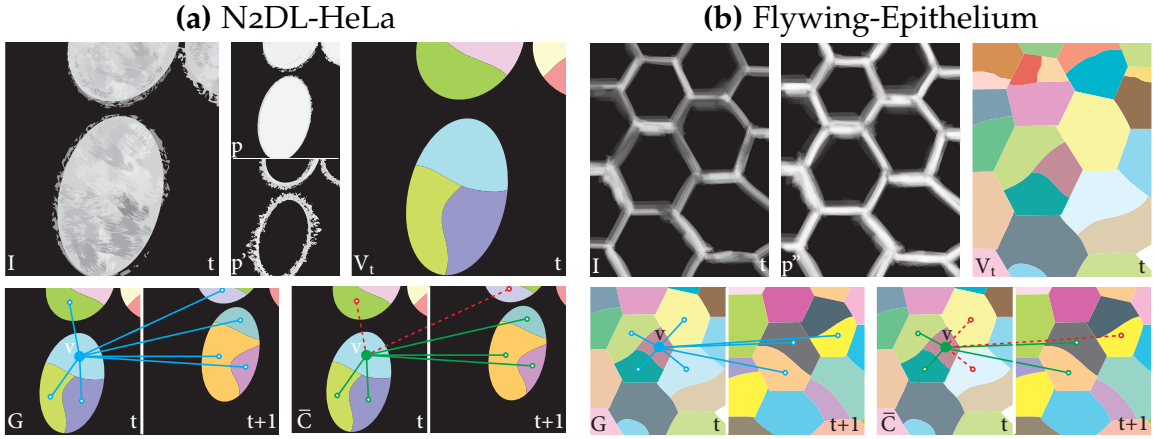 (a) N2DL-HeLa
(b) Flywing-Epithelium
I t
p
p'
Vt t
I t
p''
Vt t
v
G t
t+1
v
C̅ t
t+1
v
G t
t+1
v
C̅ t
t+1